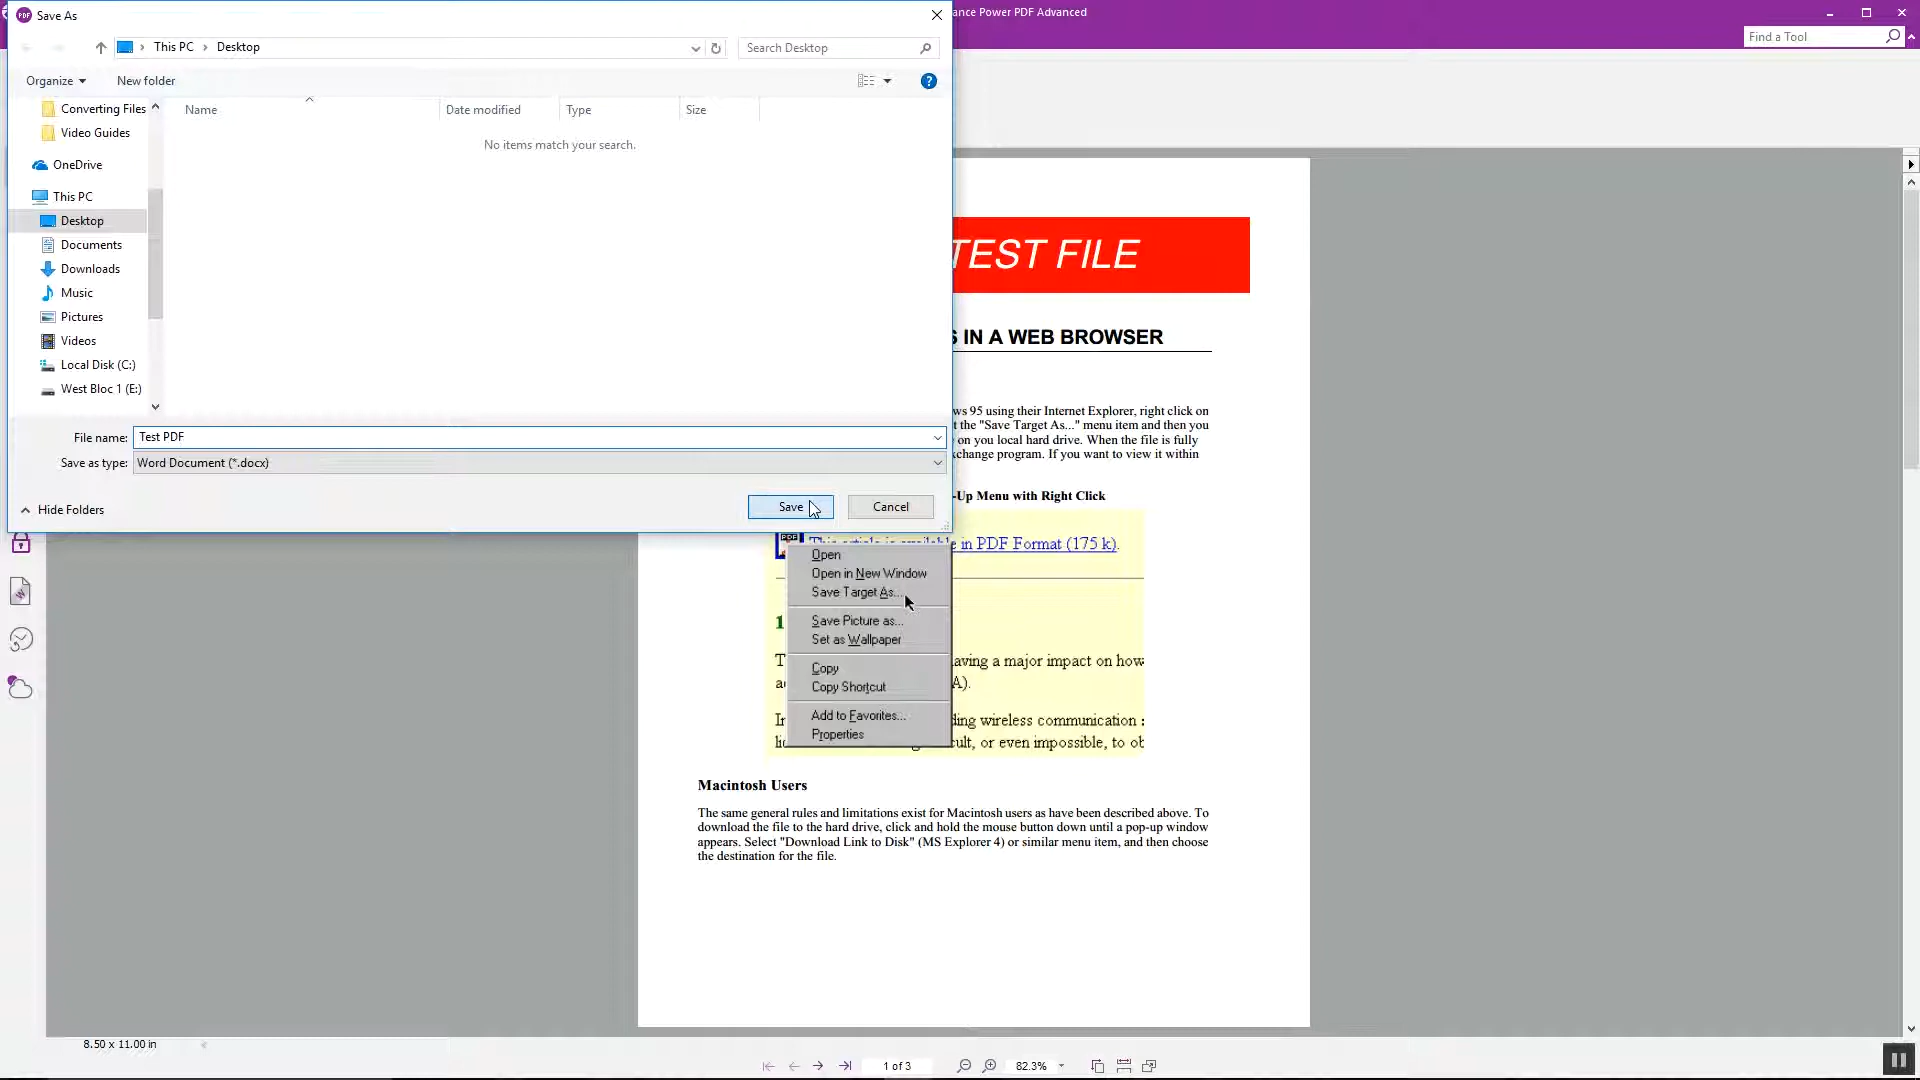 Save As
ance Power PDF Advanced
Find a Tool
This PC
Desktop
Search Desktop
Organize
New folder
Name
Date modified
Type
Size
No items match your search.
Converting Files
Video Guides
OneDrive
This PC
Desktop
Documents
Downloads
Music
Pictures
Videos
Local Disk (C:)
West Bloc 1 (E:)
File name: Test PDF
Save as type: Word Document (*.docx)
Hide Folders
Save
Cancel
TEST FILE
S IN A WEB BROWSER
ws 95 using their Internet Explorer, right click on
t the "Save Target As..." menu item and then you
on you local hard drive. When the file is fully
change program. If you want to view it within
-Up Menu with Right Click
in PDF Format (175 k).
Open
Open in New Window
Save Target As...
Save Picture as...
Set as Wallpaper
Copy
Copy Shortcut
Add to Favorites...
Properties
aving a major impact on how
A).
ding wireless communication
cult, or even impossible, to ob
Macintosh Users
The same general rules and limitations exist for Macintosh users as have been described above. To
download the file to the hard drive, click and hold the mouse button down until a pop-up window
appears. Select "Download Link to Disk" (MS Explorer 4) or similar menu item, and then choose
the destination for the file.
8.50 x 11.00 in
1 of 3
82.3%